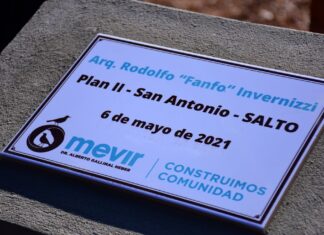 Arq. Rodolfo "Fanfo" Invernizzi
Plan II - San Antonio - SALTO
6 de mayo de 2021
mevir
DR. ALBERTO GALLINAL HEBER
CONSTRUIMOS
COMUNIDAD